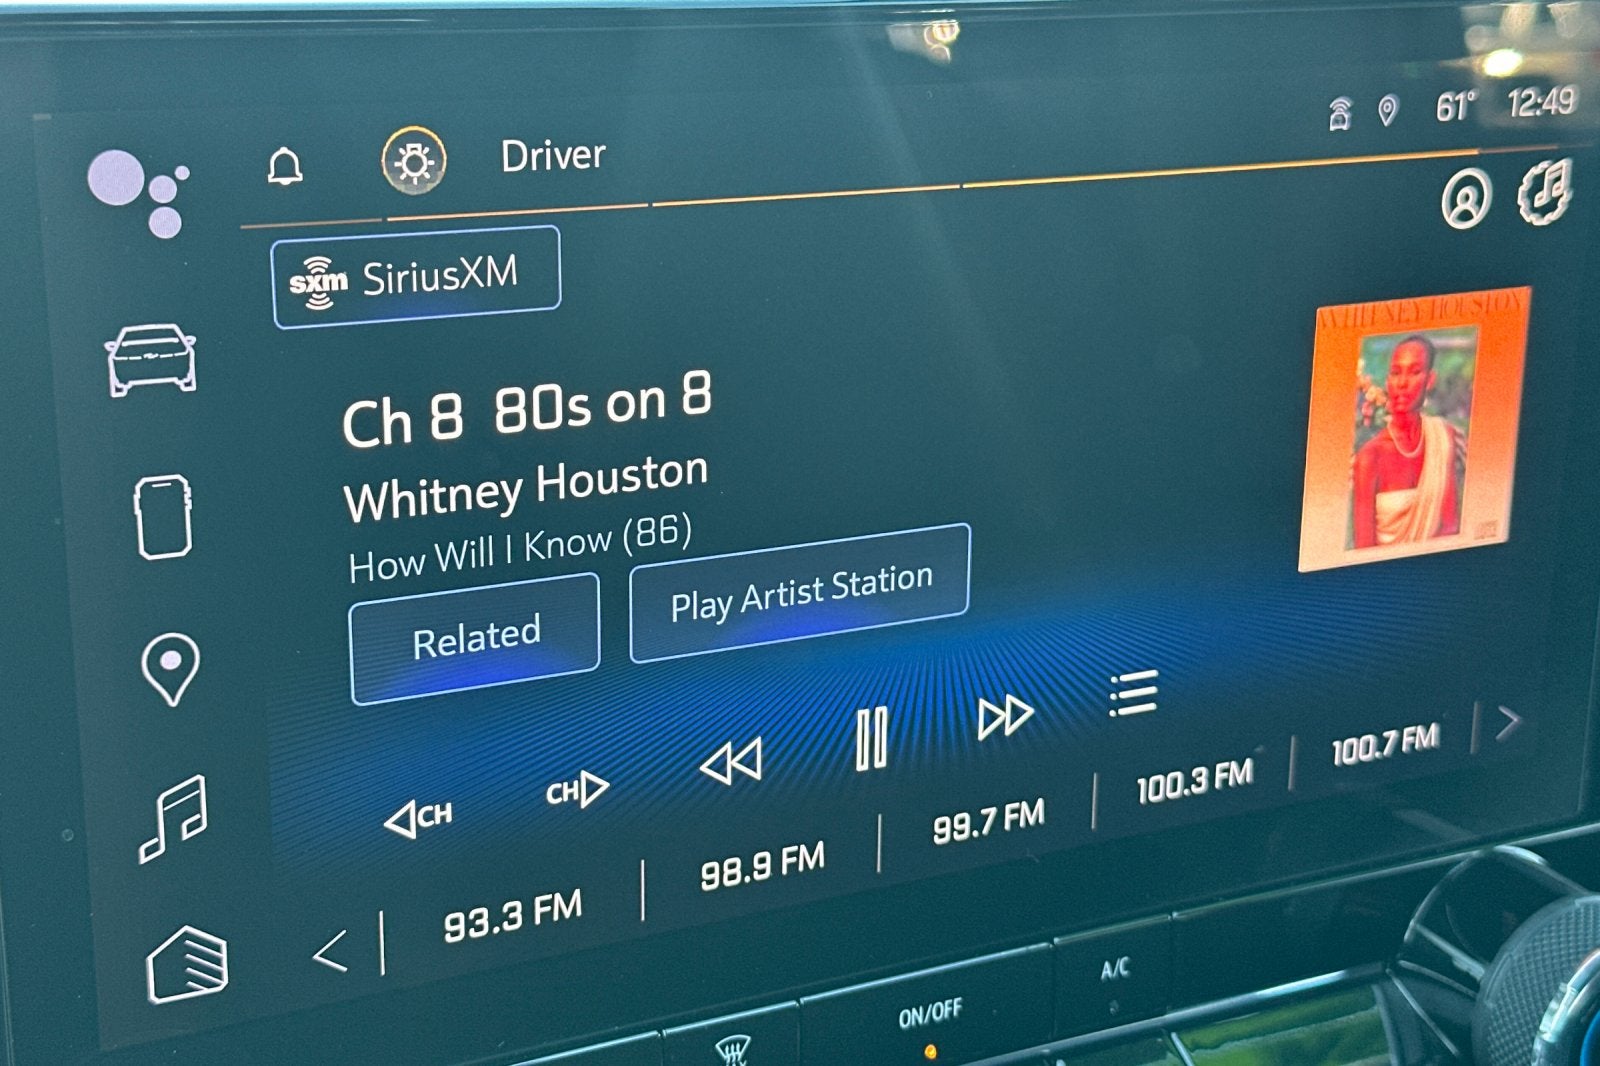 61° 12:49
Driver
sxm SiriusXM
WHITNEY HOUSTON
Ch 8 80s on 8
Whitney Houston
How Will I Know (86)
Related
Play Artist Station
CH
CH
93.3 FM
98.9 FM
99.7 FM
100.3 FM
100.7 FM
ON/OFF
A/C